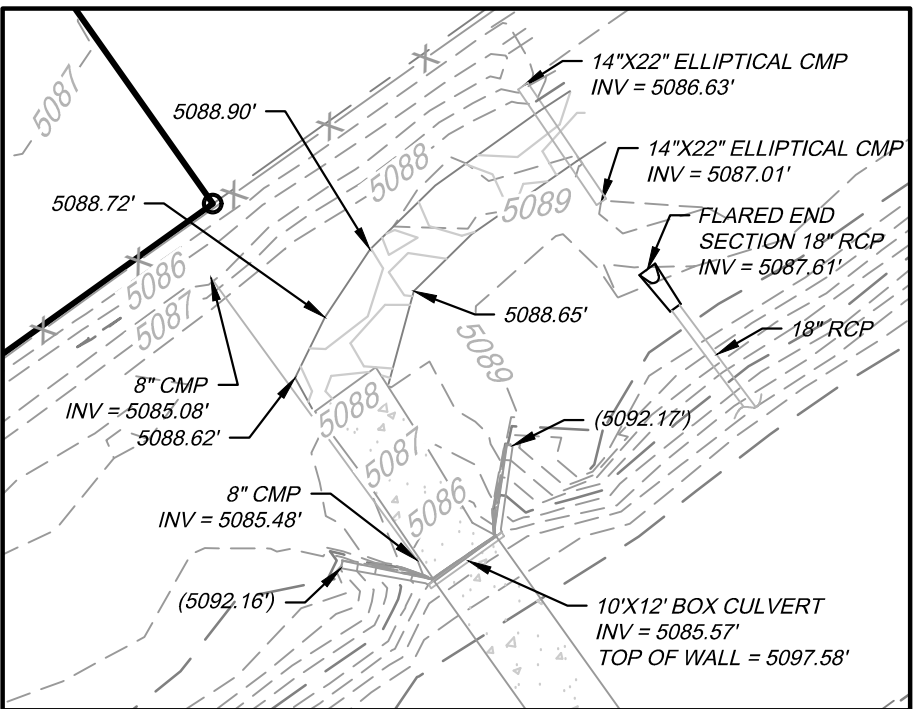 14"X22" ELLIPTICAL CMP
INV = 5086.63'
5087
5088.90'
14"X22" ELLIPTICAL CMP
INV = 5087.01'
5088
5088.72'
5089
FLARED END
SECTION 18" RCP
INV = 5087.61'
5086
5087
5088.65'
18" RCP
5089
8" CMP
INV = 5085.08'
5088.62'
5088
(5092.17')
5087
5086
8" CMP
INV = 5085.48'
(5092.16')
10'X12' BOX CULVERT
INV = 5085.57'
TOP OF WALL = 5097.58'